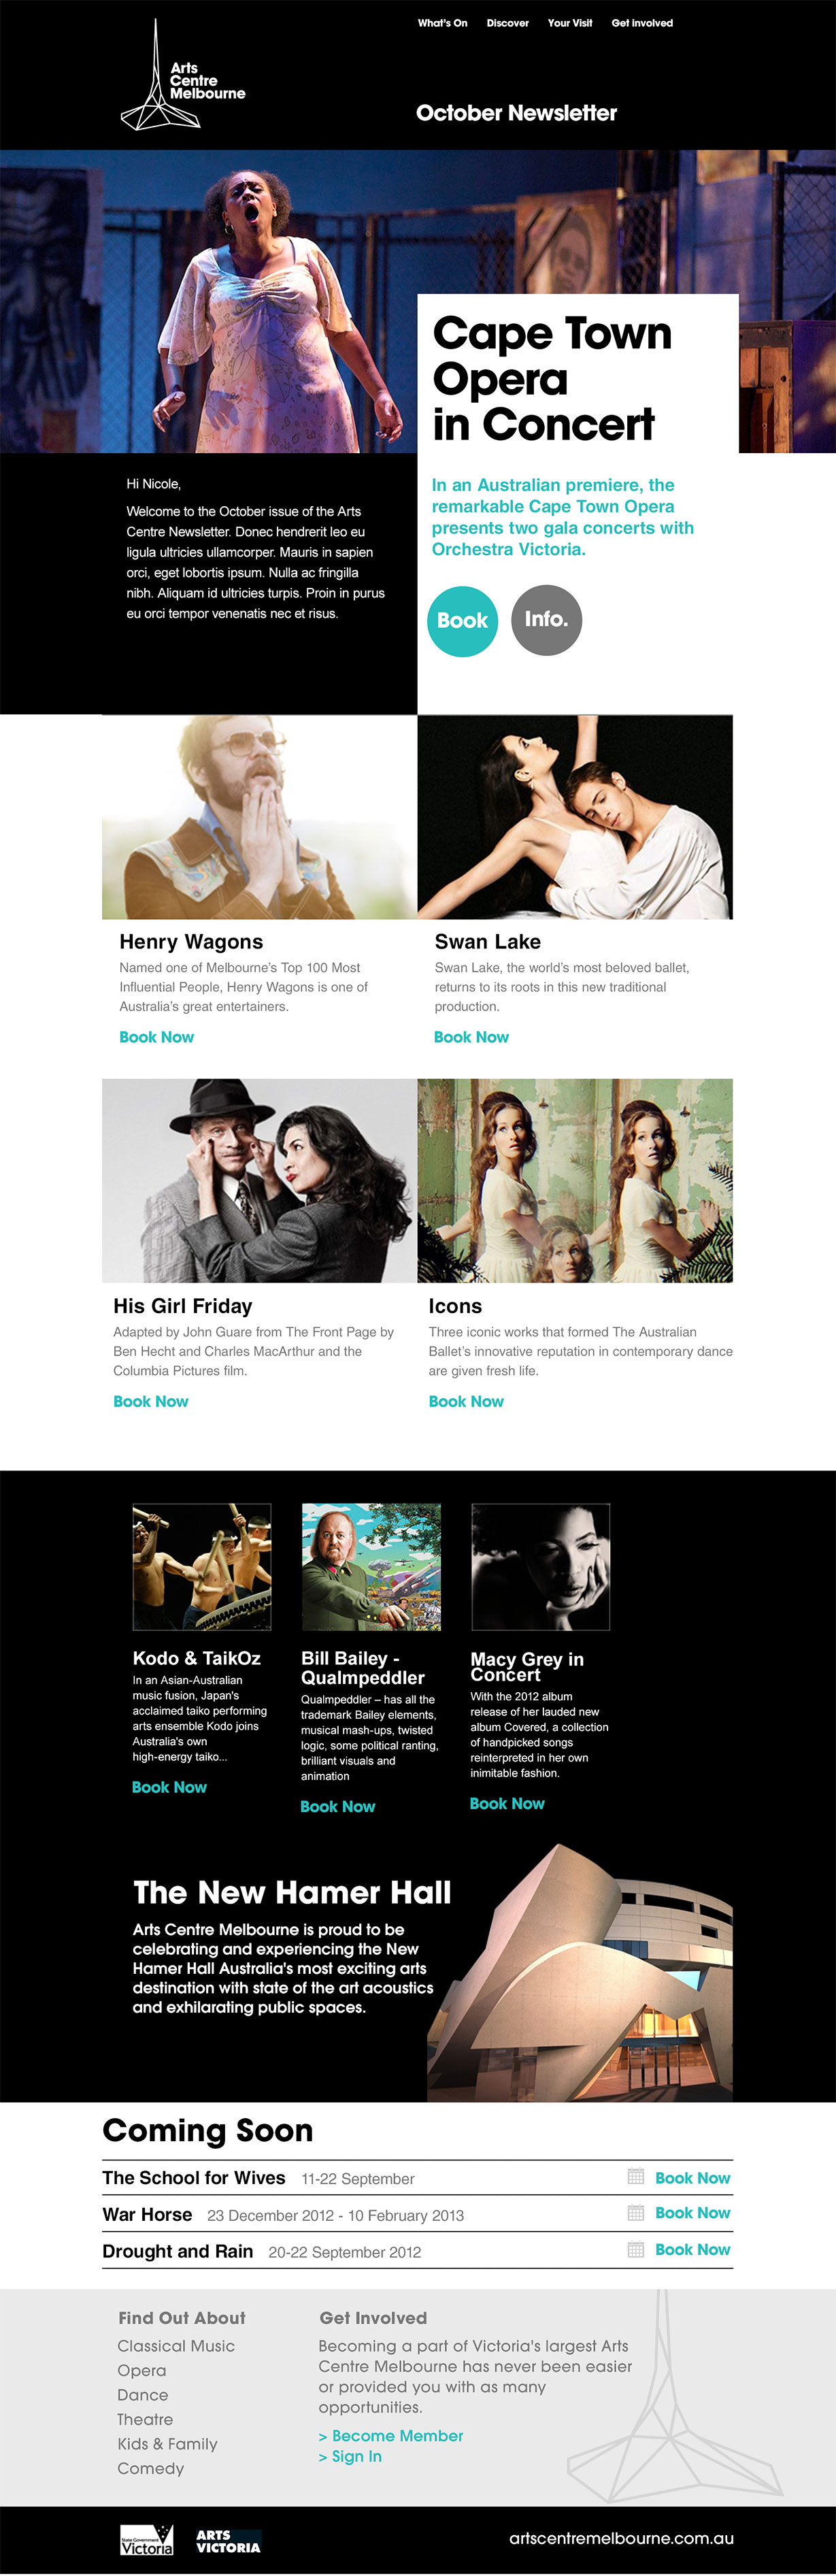 What's On Discover Your Visit Get involved
Arts
Centre
Melbourne
October Newsletter
Cape Town
Opera
in Concert
Hi Nicole,
Welcome to the October issue of the Arts
Centre Newsletter. Donec hendrerit leo eu
ligula ultricies ullamcorper. Mauris in sapien
orci, eget lobortis ipsum. Nulla ac fringilla
nibh. Aliquam id ultricies turpis. Proin in purus
eu orci tempor venenatis nec et risus.
In an Australian premiere, the
remarkable Cape Town Opera
presents two gala concerts with
Orchestra Victoria.
Book
Info.
Henry Wagons
Named one of Melbourne's Top 100 Most
Influential People, Henry Wagons is one of
Australia's great entertainers.
Book Now
Swan Lake
Swan Lake, the world's most beloved ballet,
returns to its roots in this new traditional
production.
Book Now
His Girl Friday
Adapted by John Guare from The Front Page by
Ben Hecht and Charles MacArthur and the
Columbia Pictures film.
Book Now
Icons
Three iconic works that formed The Australian
Ballet's innovative reputation in contemporary dance
are given fresh life.
Book Now
Kodo & TaikOz
In an Asian-Australian
music fusion, Japan's
acclaimed taiko performing
arts ensemble Kodo joins
Australia's own
high-energy taiko...
Book Now
Bill Bailey -
Qualmpeddler
Qualmpeddler – has all the
trademark Bailey elements,
musical mash-ups, twisted
logic, some political ranting,
brilliant visuals and
animation
Book Now
Macy Grey in
Concert
With the 2012 album
release of her lauded new
album Covered, a collection
of handpicked songs
reinterpreted in her own
inimitable fashion.
Book Now
The New Hamer Hall
Arts Centre Melbourne is proud to be
celebrating and experiencing the New
Hamer Hall Australia's most exciting arts
destination with state of the art acoustics
and exhilarating public spaces.
Coming Soon
The School for Wives 11-22 September Book Now
War Horse 23 December 2012 - 10 February 2013 Book Now
Drought and Rain 20-22 September 2012 Book Now
Find Out About
Classical Music
Opera
Dance
Theatre
Kids & Family
Comedy
Get Involved
Becoming a part of Victoria's largest Arts
Centre Melbourne has never been easier
or provided you with as many
opportunities.
> Become Member
> Sign In
State Government
Victoria
ARTS
VICTORIA
artscentremelbourne.com.au